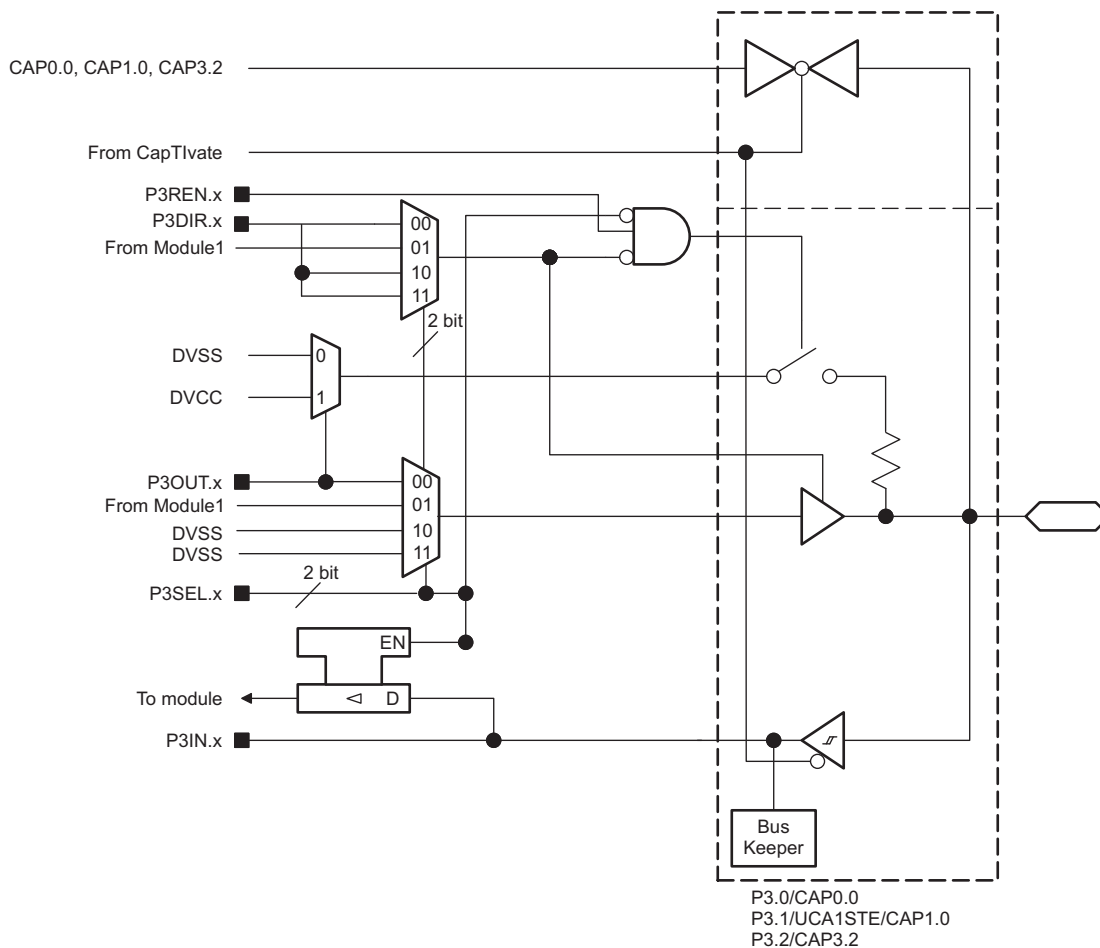 CAP0.0, CAP1.0, CAP3.2
From CapTIvate
P3REN.x
P3DIR.x
From Module1
00
01
10
11
2 bit
DVSS
DVCC
0
1
P3OUT.x
From Module1
DVSS
DVSS
00
01
10
11
P3SEL.x
2 bit
EN
D
To module
P3IN.x
Bus
Keeper
P3.0/CAP0.0
P3.1/UCA1STE/CAP1.0
P3.2/CAP3.2